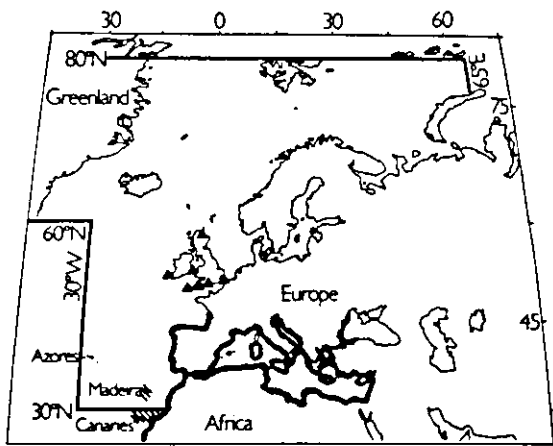 30 0 30 60
80°N
65°E
Greenland
75
60°N
30°W
Europe
45
Azores
Madeira
30°N
Canaries
Africa